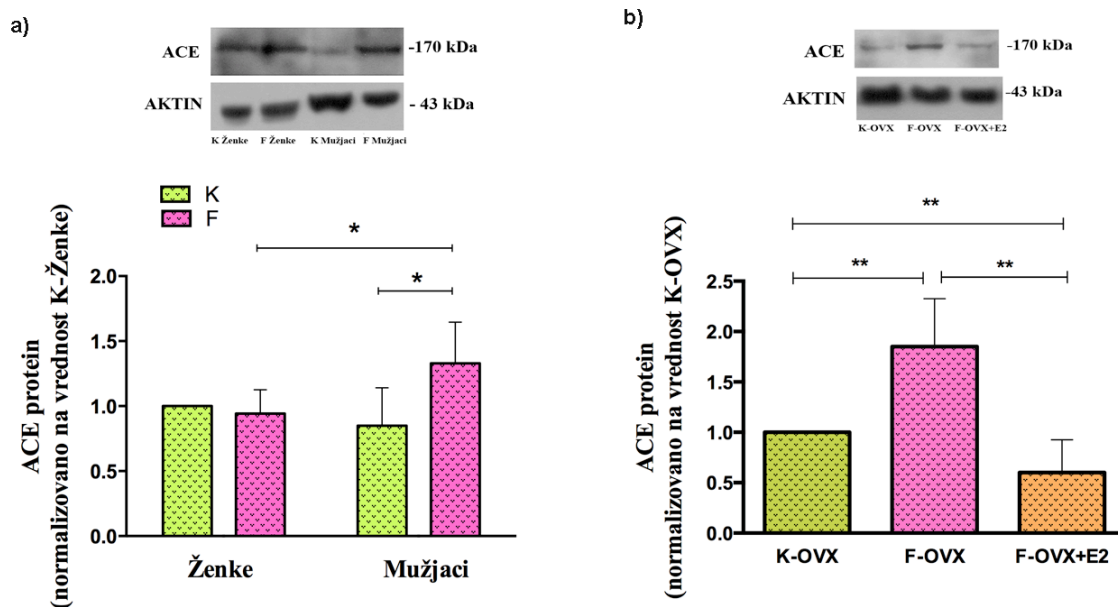 a)
ACE
-170 kDa
AKTIN
- 43 kDa
K Ženke F Ženke K Mužjaci F Mužjaci
K
F
*
*
ACE protein
(normalizovano na vrednost K-Ženke)
2.0
1.5
1.0
0.5
0.0
Ženke Mužjaci
b)
ACE
-170 kDa
AKTIN
-43 kDa
K-OVX F-OVX F-OVX+E2
**
** **
ACE protein
(normalizovano na vrednost K-OVX)
2.5
2.0
1.5
1.0
0.5
0.0
K-OVX F-OVX F-OVX+E2